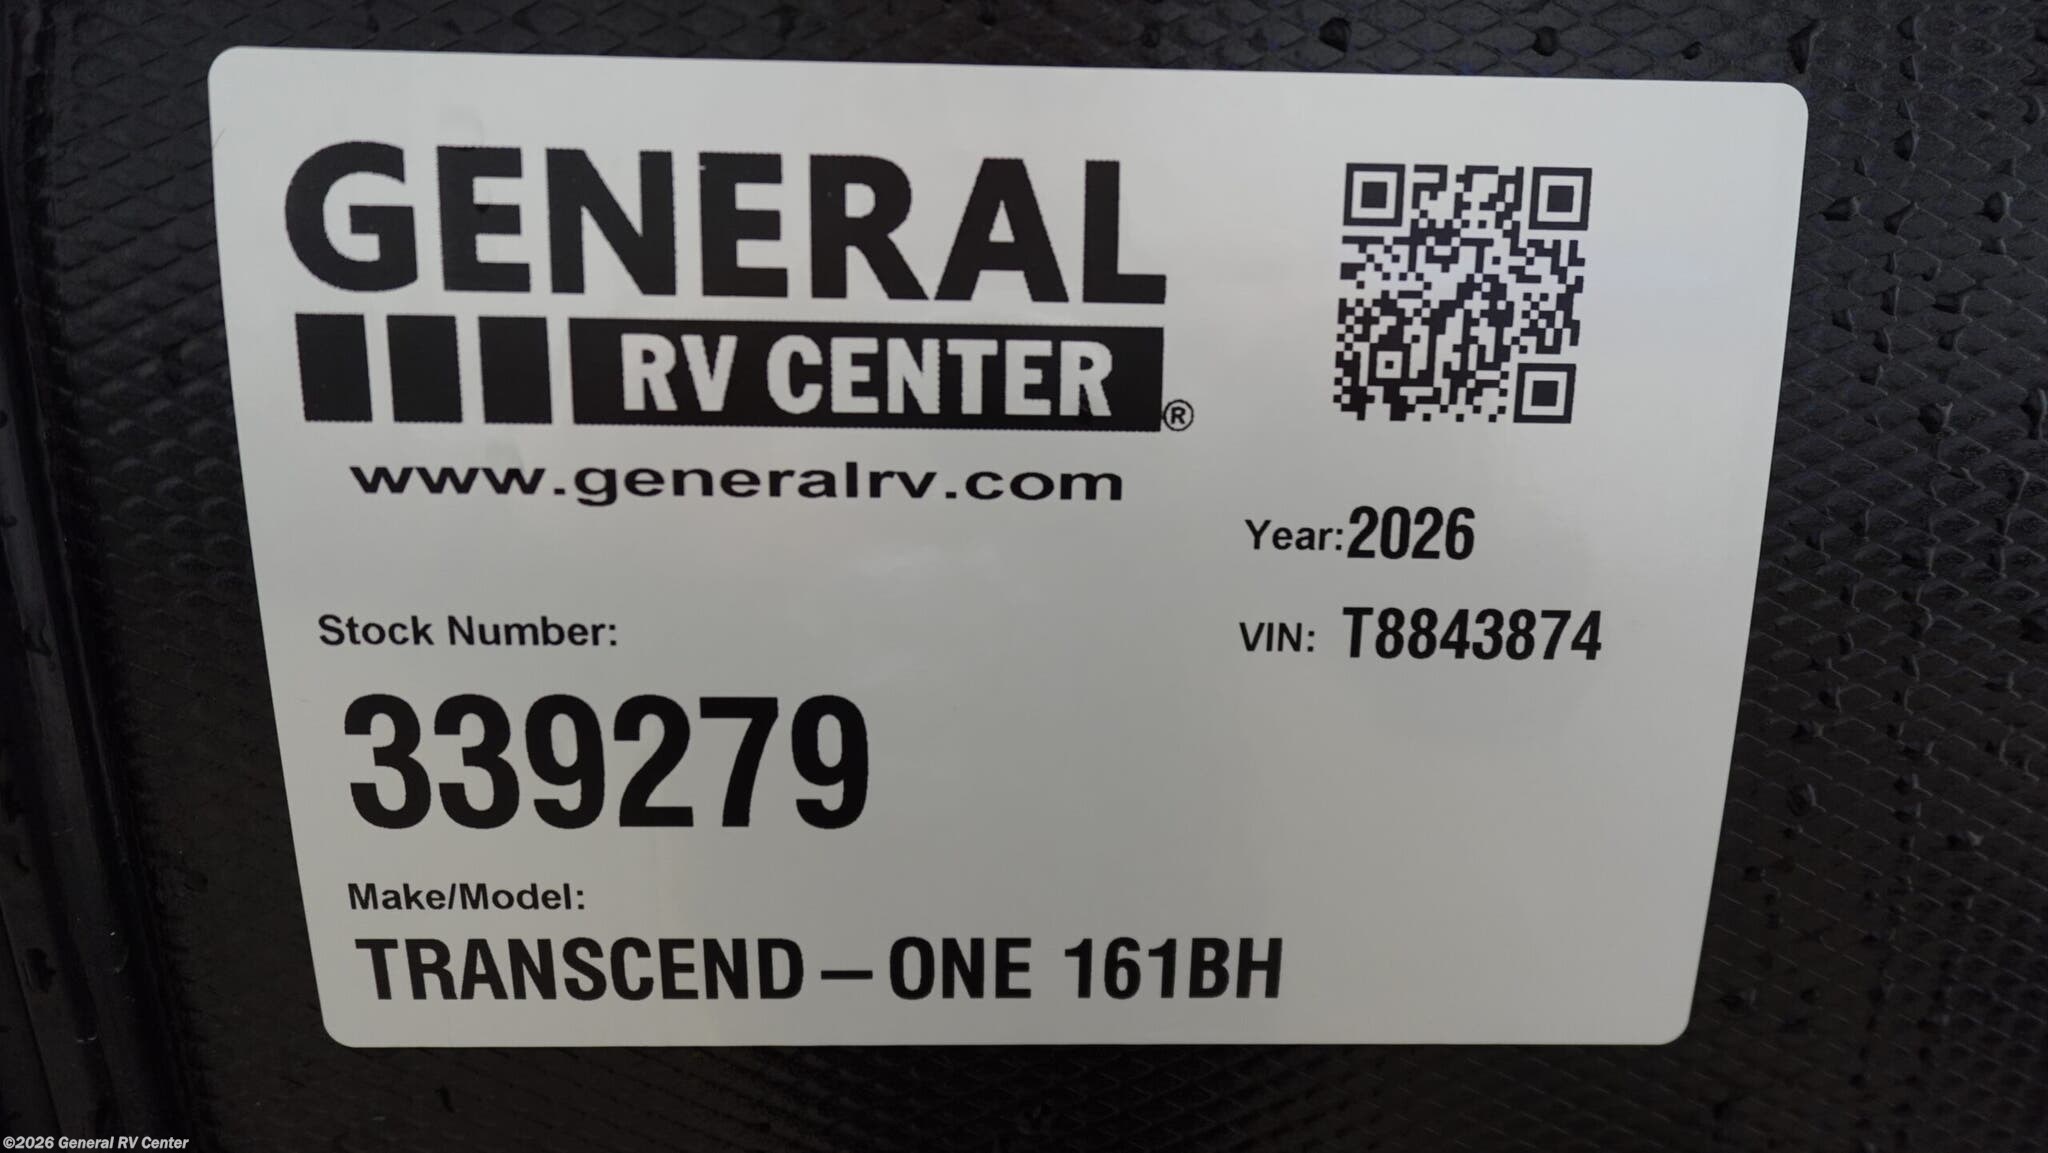 GENERAL
RV CENTER®
www.generalrv.com
Year: 2026
VIN: T8843874
Stock Number:
339279
Make/Model:
TRANSCEND – ONE 161BH
©2026 General RV Center